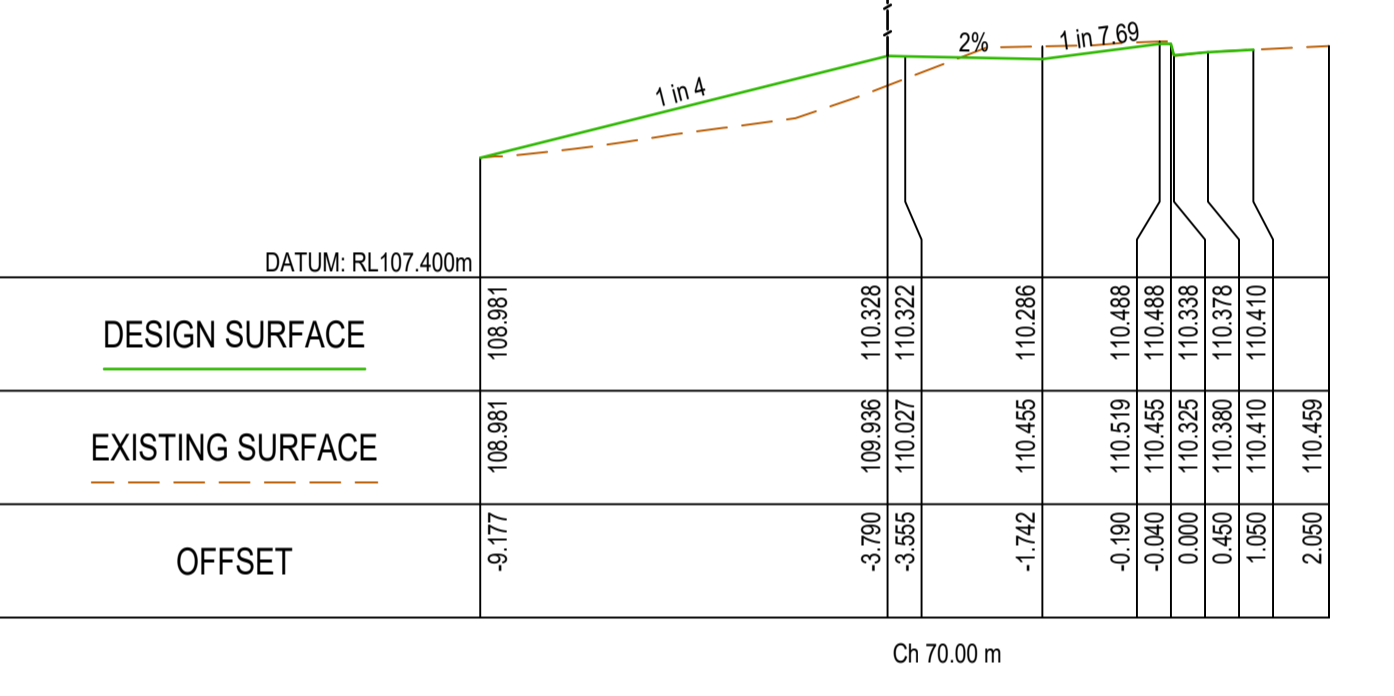 2%
1 in 7.69
1 in 4
DATUM: RL107.400m
DESIGN SURFACE 108.981 110.328 110.322 110.286 110.488 110.488 110.338 110.378 110.410
EXISTING SURFACE 108.981 109.936 110.027 110.455 110.519 110.455 110.325 110.380 110.410 110.459
OFFSET -9.177 -3.790 -3.555 -1.742 -0.190 -0.040 0.000 0.450 1.050 2.050
Ch 70.00 m